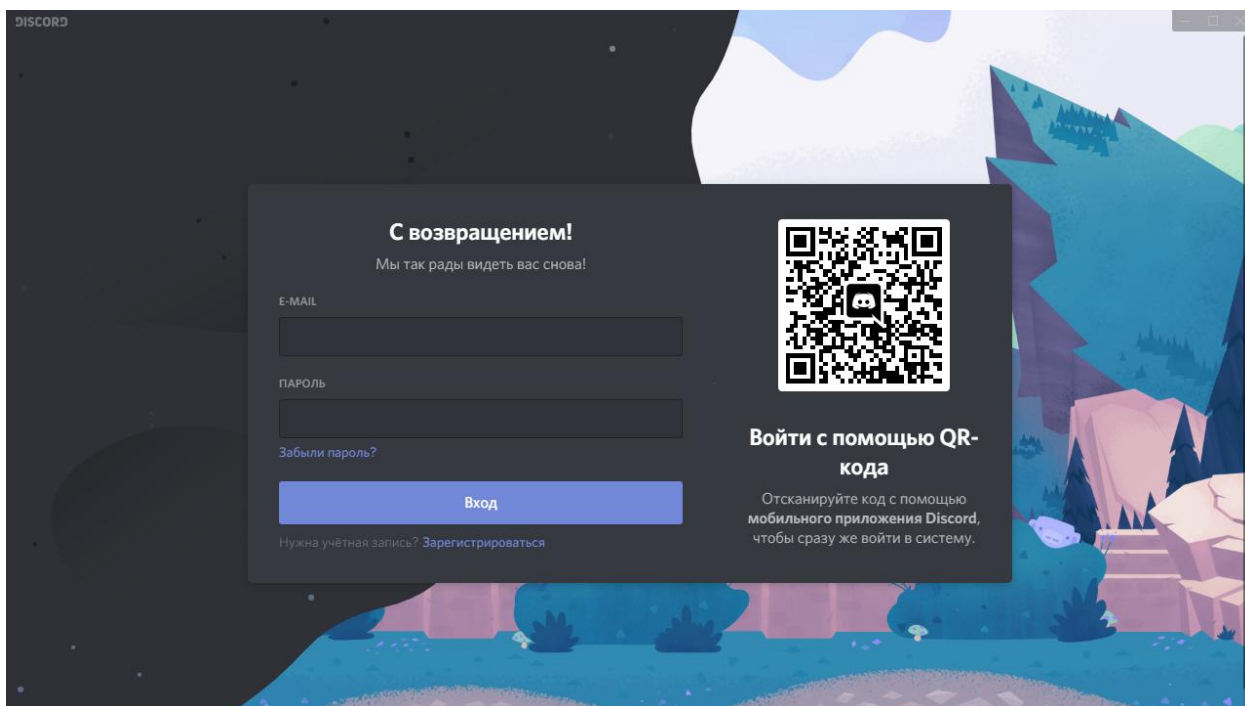 DISCORD
С возвращением!
Мы так рады видеть вас снова!
E-MAIL
ПАРОЛЬ
Забыли пароль?
Вход
Нужна учётная запись? Зарегистрироваться
Войти с помощью QR-
кода
Отсканируйте код с помощью
мобильного приложения Discord,
чтобы сразу же войти в систему.